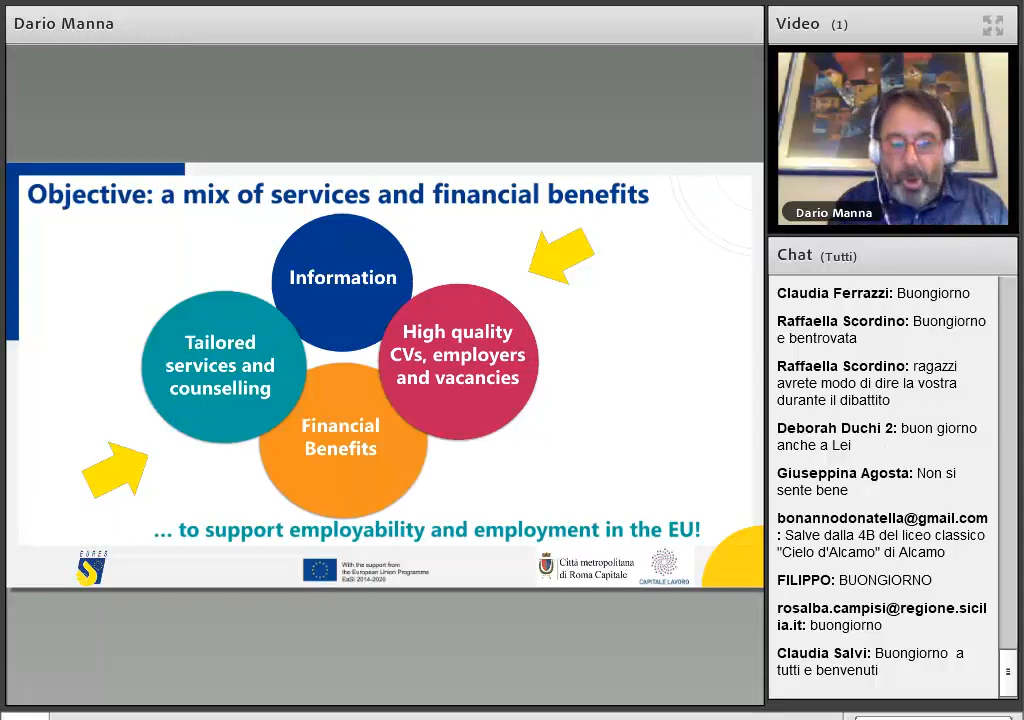 Dario Manna
Objective: a mix of services and financial benefits
Information
Tailored
services and
counselling
High quality
CVs, employers
and vacancies
Financial
Benefits
... to support employability and employment in the EU!
EURES
With the support from
the European Union Programme
EaSI 2014-2020
Città metropolitana
di Roma Capitale
CAPITALE LAVORO
Video (1)
Dario Manna
Chat (Tutti)
Claudia Ferrazzi: Buongiorno
Raffaella Scordino: Buongiorno
e bentrovata
Raffaella Scordino: ragazzi
avrete modo di dire la vostra
durante il dibattito
Deborah Duchi 2: buon giorno
anche a Lei
Giuseppina Agosta: Non si
sente bene
bonannodonatella@gmail.com
: Salve dalla 4B del liceo classico
"Cielo d'Alcamo" di Alcamo
FILIPPO: BUONGIORNO
rosalba.campisi@regione.sicil
ia.it: buongiorno
Claudia Salvi: Buongiorno a
tutti e benvenuti